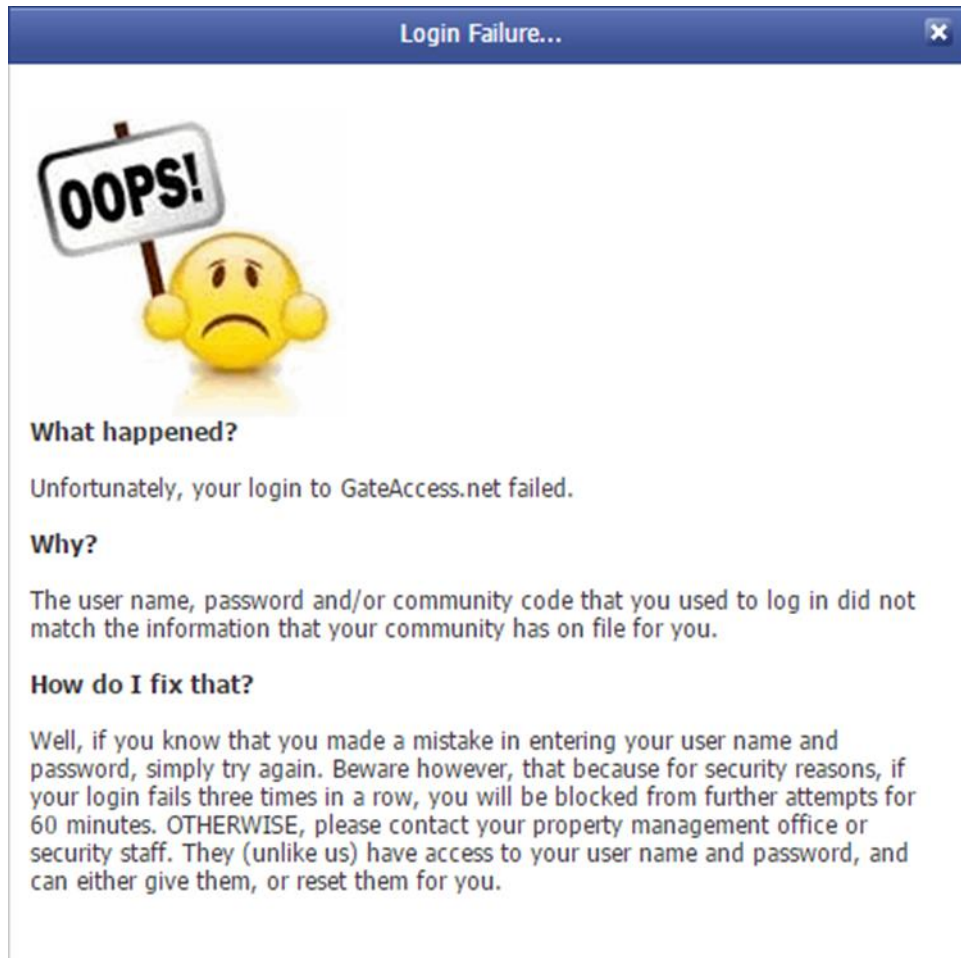 Login Failure...
OOPS!
What happened?
Unfortunately, your login to GateAccess.net failed.
Why?
The user name, password and/or community code that you used to log in did not
match the information that your community has on file for you.
How do I fix that?
Well, if you know that you made a mistake in entering your user name and
password, simply try again. Beware however, that because for security reasons, if
your login fails three times in a row, you will be blocked from further attempts for
60 minutes. OTHERWISE, please contact your property management office or
security staff. They (unlike us) have access to your user name and password, and
can either give them, or reset them for you.